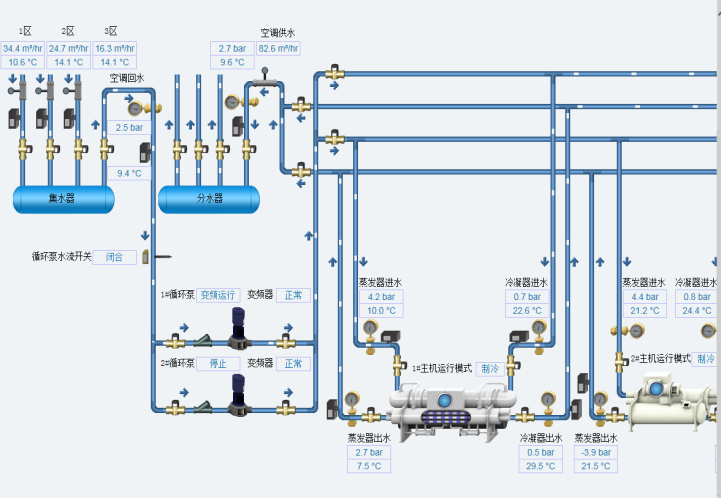 1区 2区 3区
34.4 m³/hr 24.7 m³/hr 16.3 m³/hr
10.6 °C 14.1 °C 14.1 °C
空调供水
2.7 bar 82.6 m³/hr
9.6 °C
空调回水
2.5 bar
9.4 °C
集水器
分水器
循环泵水流开关 闭合
1#循环泵 变频运行 变频器 正常
2#循环泵 停止 变频器 正常
蒸发器进水
4.2 bar
10.0 °C
冷凝器进水
0.7 bar
22.6 °C
蒸发器进水
4.4 bar
21.2 °C
冷凝器进水
0.8 bar
24.4 °C
1#主机运行模式 制冷
2#主机运行模式 制冷
蒸发器出水
2.7 bar
7.5 °C
冷凝器出水
0.5 bar
29.5 °C
蒸发器出水
-3.9 bar
21.5 °C